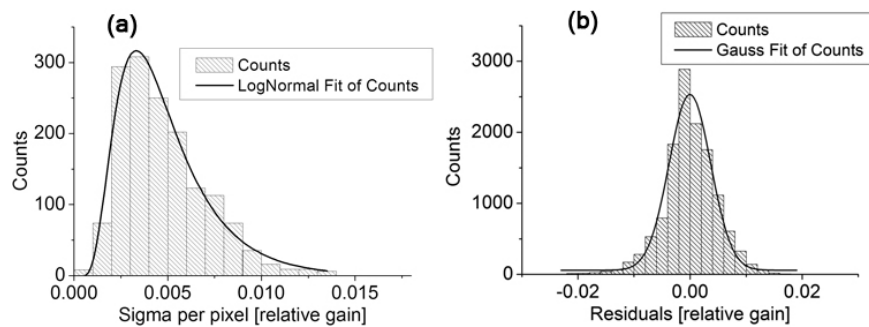 (a)
Counts
LogNormal Fit of Counts
300
200
100
0
Counts
0.000
0.005
0.010
0.015
Sigma per pixel [relative gain]
(b)
Counts
Gauss Fit of Counts
3000
2000
1000
0
Counts
-0.02
0.00
0.02
Residuals [relative gain]